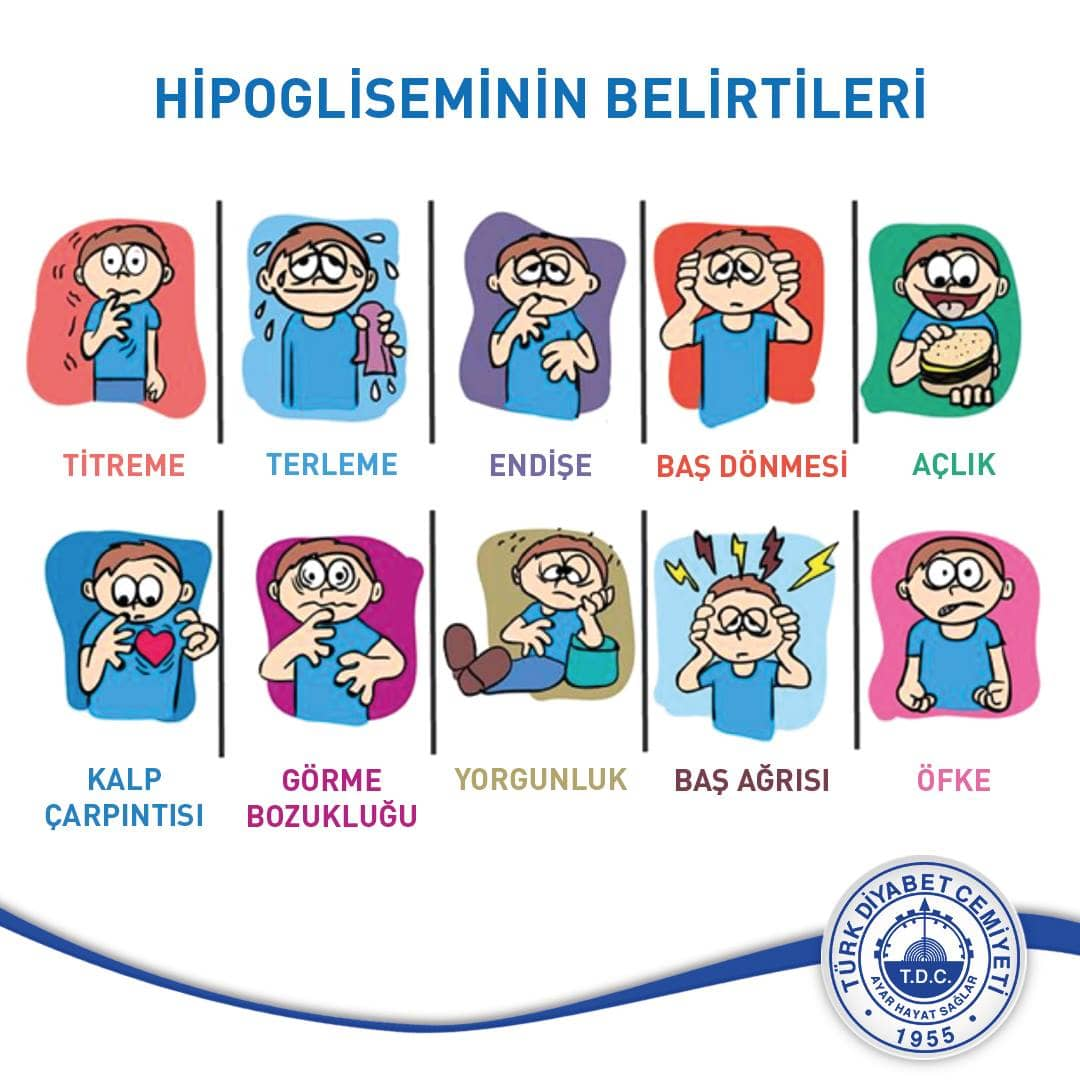 HİPOGLİSEMİNİN BELİRTİLERİ
TİTREME
TERLEME
ENDİŞE
BAŞ DÖNMESİ
AÇLIK
KALP
ÇARPINTISI
GÖRME
BOZUKLUĞU
YORGUNLUK
BAŞ AĞRISI
ÖFKE
TÜRK DİYABET CEMİYETİ
T.D.C.
AYAR HAYAT SAĞLAR
• 1955 •